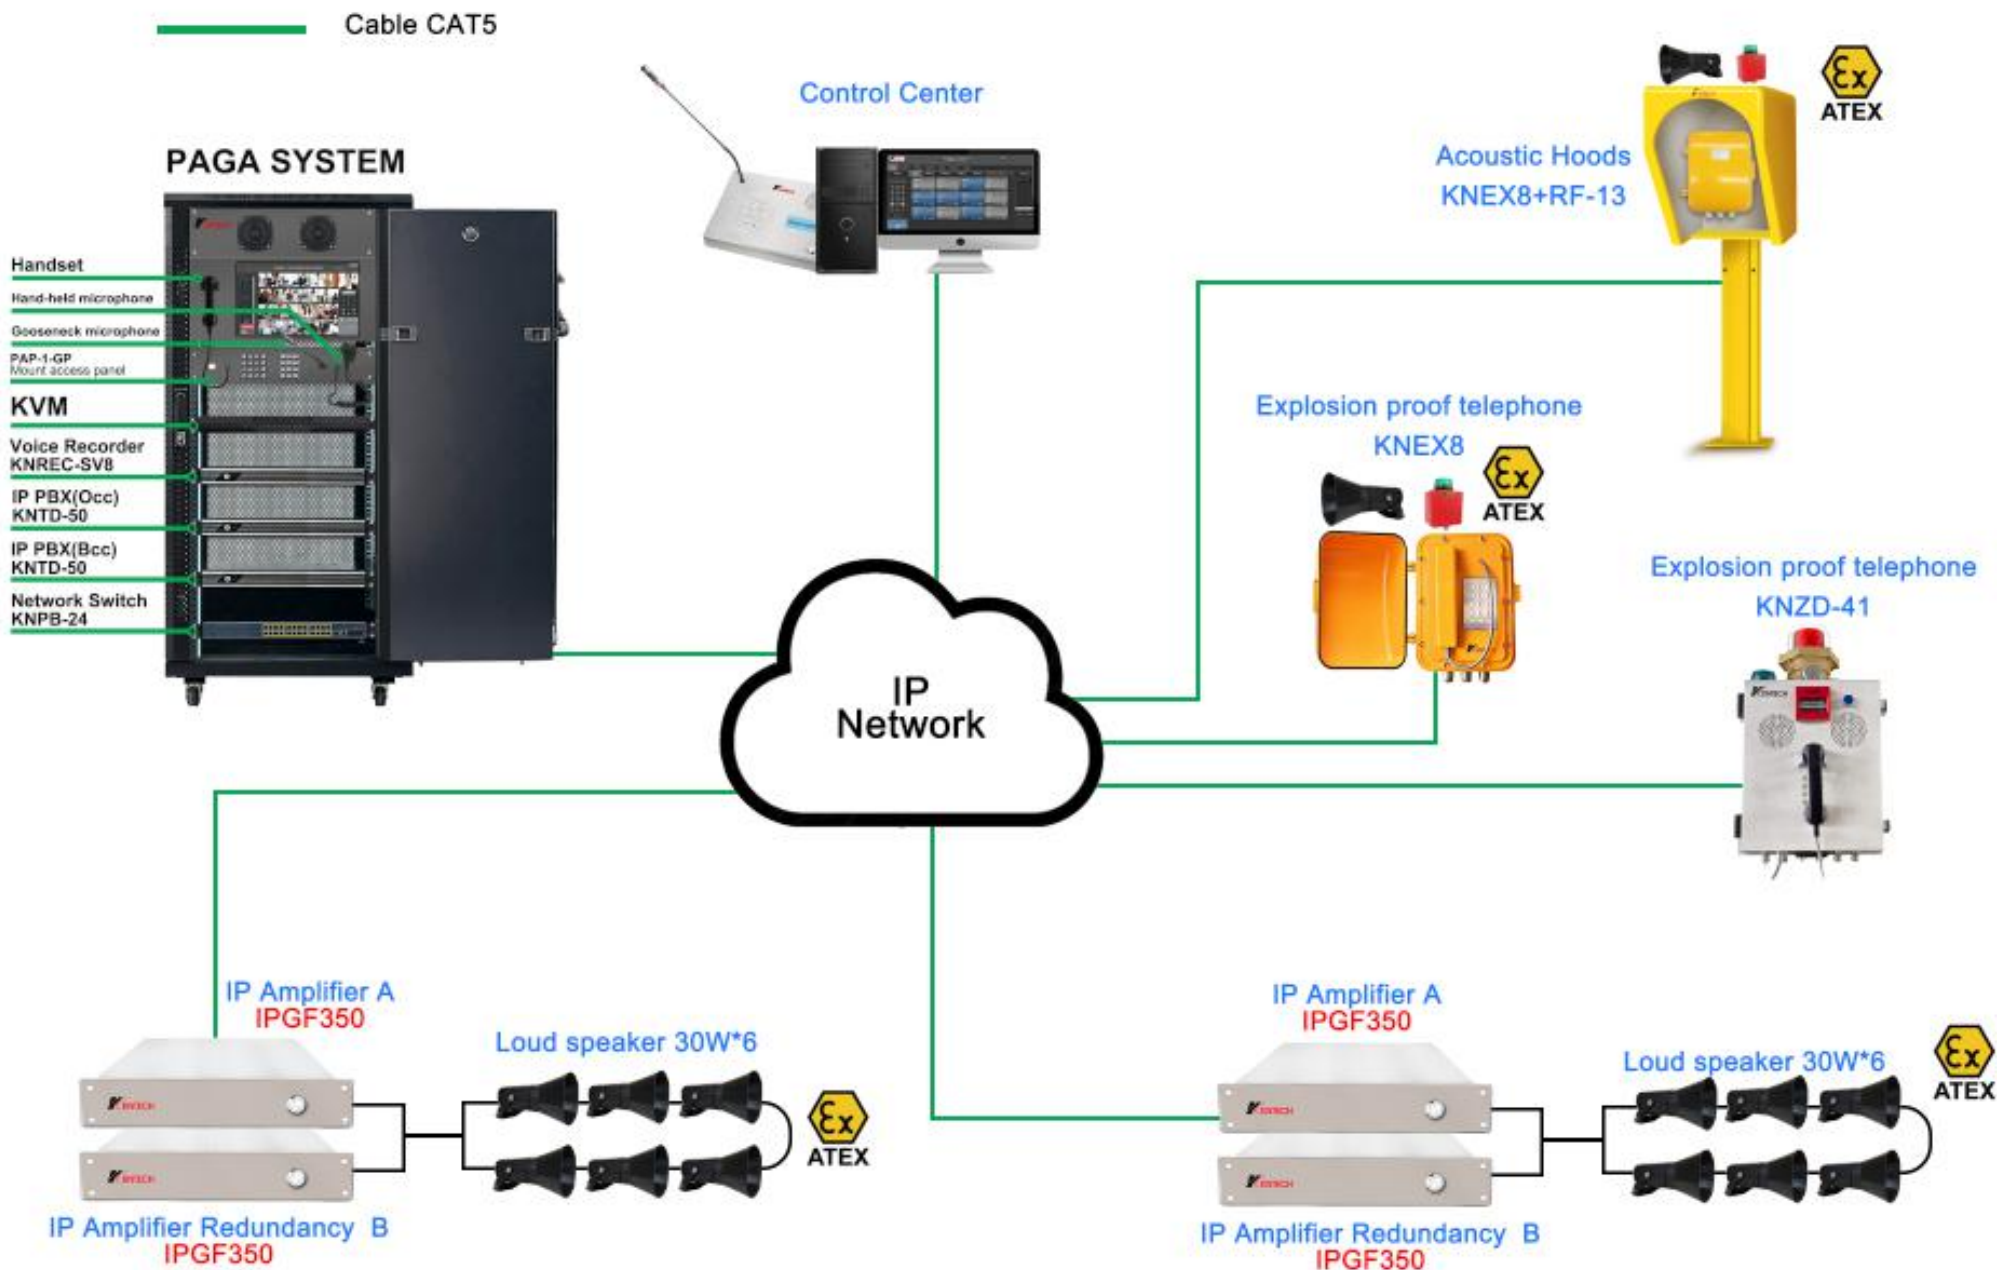 Cable CAT5
PAGA SYSTEM
Handset
Hand-held microphone
Gooseneck microphone
PAP-1-GP
Mount access panel
KVM
Voice Recorder
KNREC-SV8
IP PBX(Occ)
KNTD-50
IP PBX(Bcc)
KNTD-50
Network Switch
KNPB-24
Control Center
Acoustic Hoods
KNEX8+RF-13
Ex
ATEX
Explosion proof telephone
KNEX8
Ex
ATEX
Explosion proof telephone
KNZD-41
IP
Network
IP Amplifier A
IPGF350
Loud speaker 30W*6
Ex
ATEX
IP Amplifier Redundancy B
IPGF350
IP Amplifier A
IPGF350
Loud speaker 30W*6
Ex
ATEX
IP Amplifier Redundancy B
IPGF350